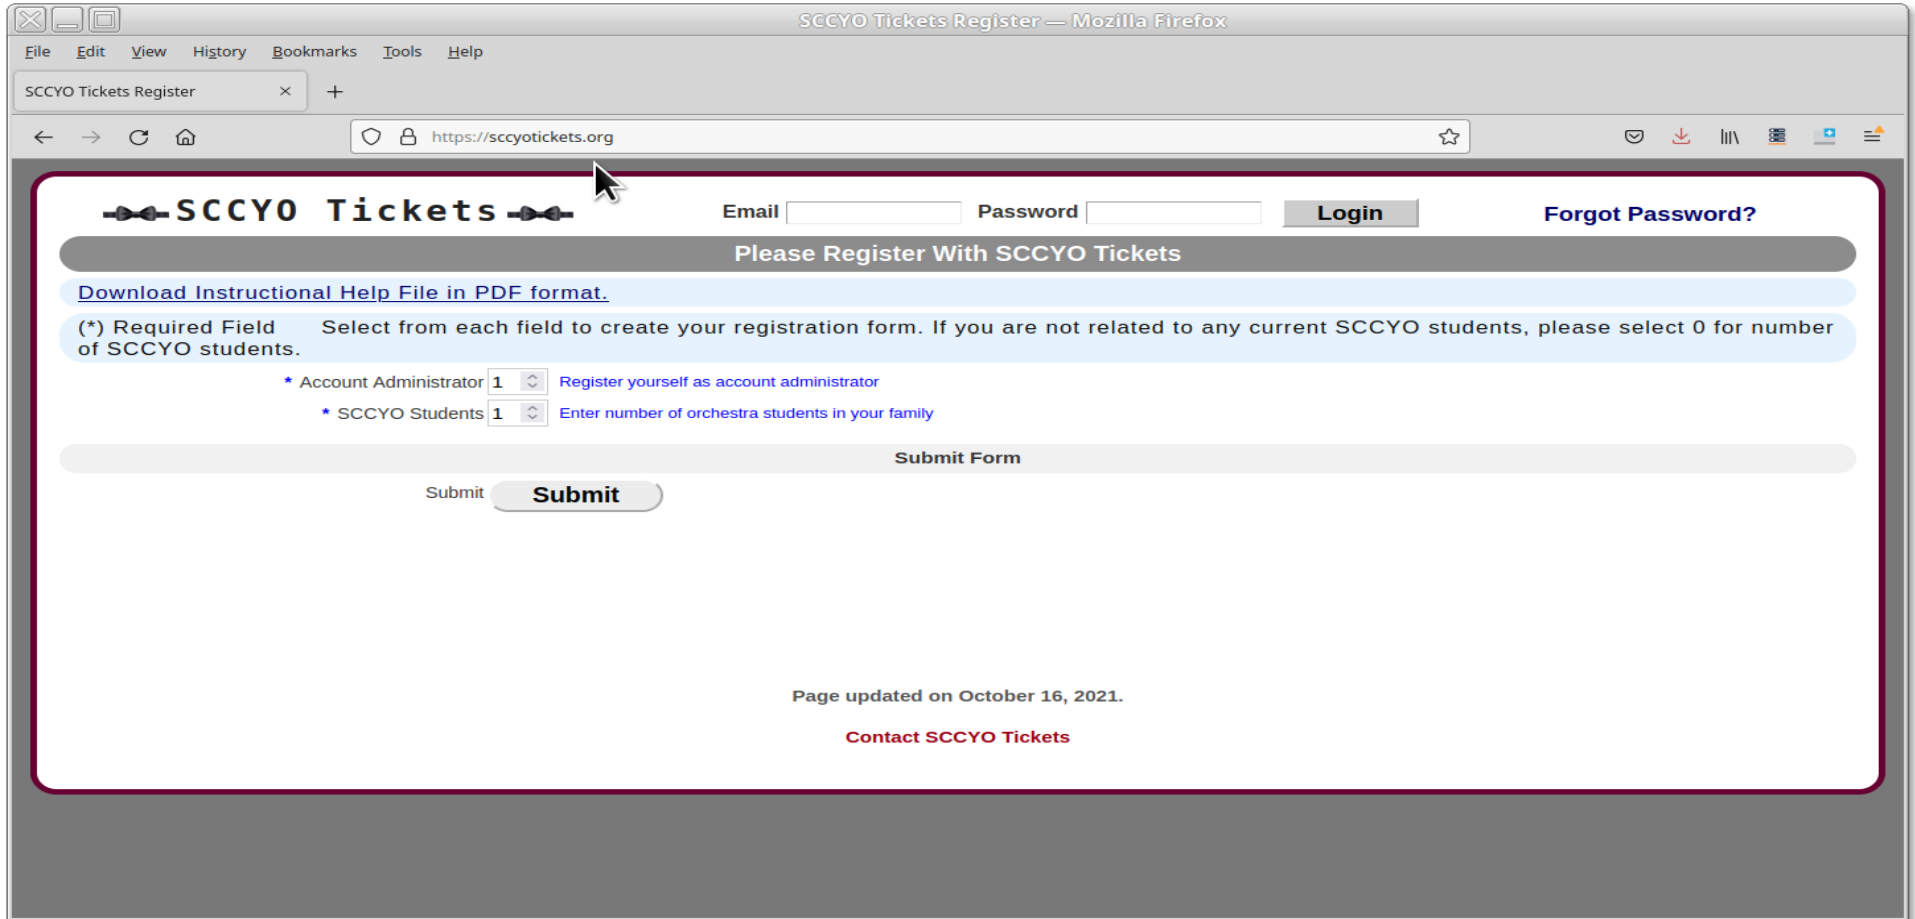 SCCYO Tickets Register — Mozilla Firefox
File Edit View History Bookmarks Tools Help
SCCYO Tickets Register
https://sccyotickets.org
SCCYO Tickets Email Password Login Forgot Password?
Please Register With SCCYO Tickets
Download Instructional Help File in PDF format.
(*) Required Field Select from each field to create your registration form. If you are not related to any current SCCYO students, please select 0 for number
of SCCYO students.
* Account Administrator 1 Register yourself as account administrator
* SCCYO Students 1 Enter number of orchestra students in your family
Submit Form
Submit Submit
Page updated on October 16, 2021.
Contact SCCYO Tickets